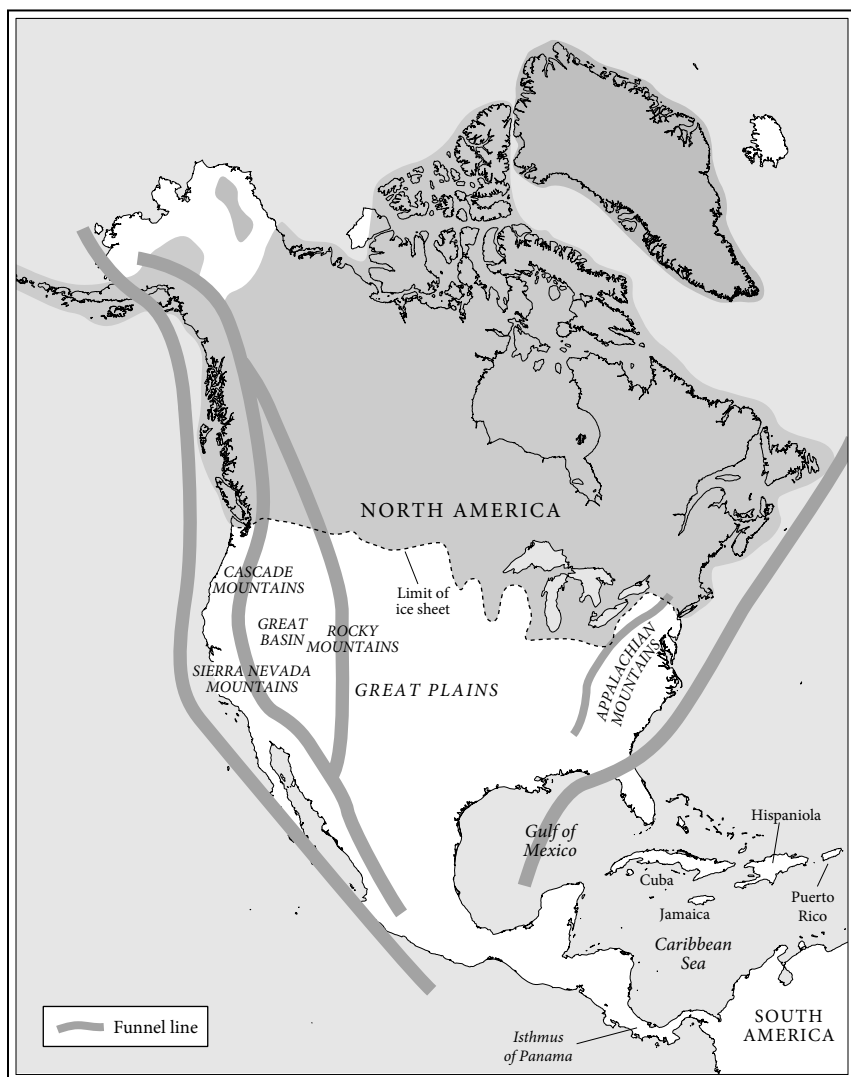 NORTH AMERICA
Limit of
ice sheet
CASCADE
MOUNTAINS
GREAT
BASIN
ROCKY
MOUNTAINS
SIERRA NEVADA
MOUNTAINS
GREAT PLAINS
APPALACHIAN
MOUNTAINS
Gulf of
Mexico
Hispaniola
Cuba
Puerto
Rico
Jamaica
Caribbean
Sea
SOUTH
AMERICA
Isthmus
of Panama
Funnel line